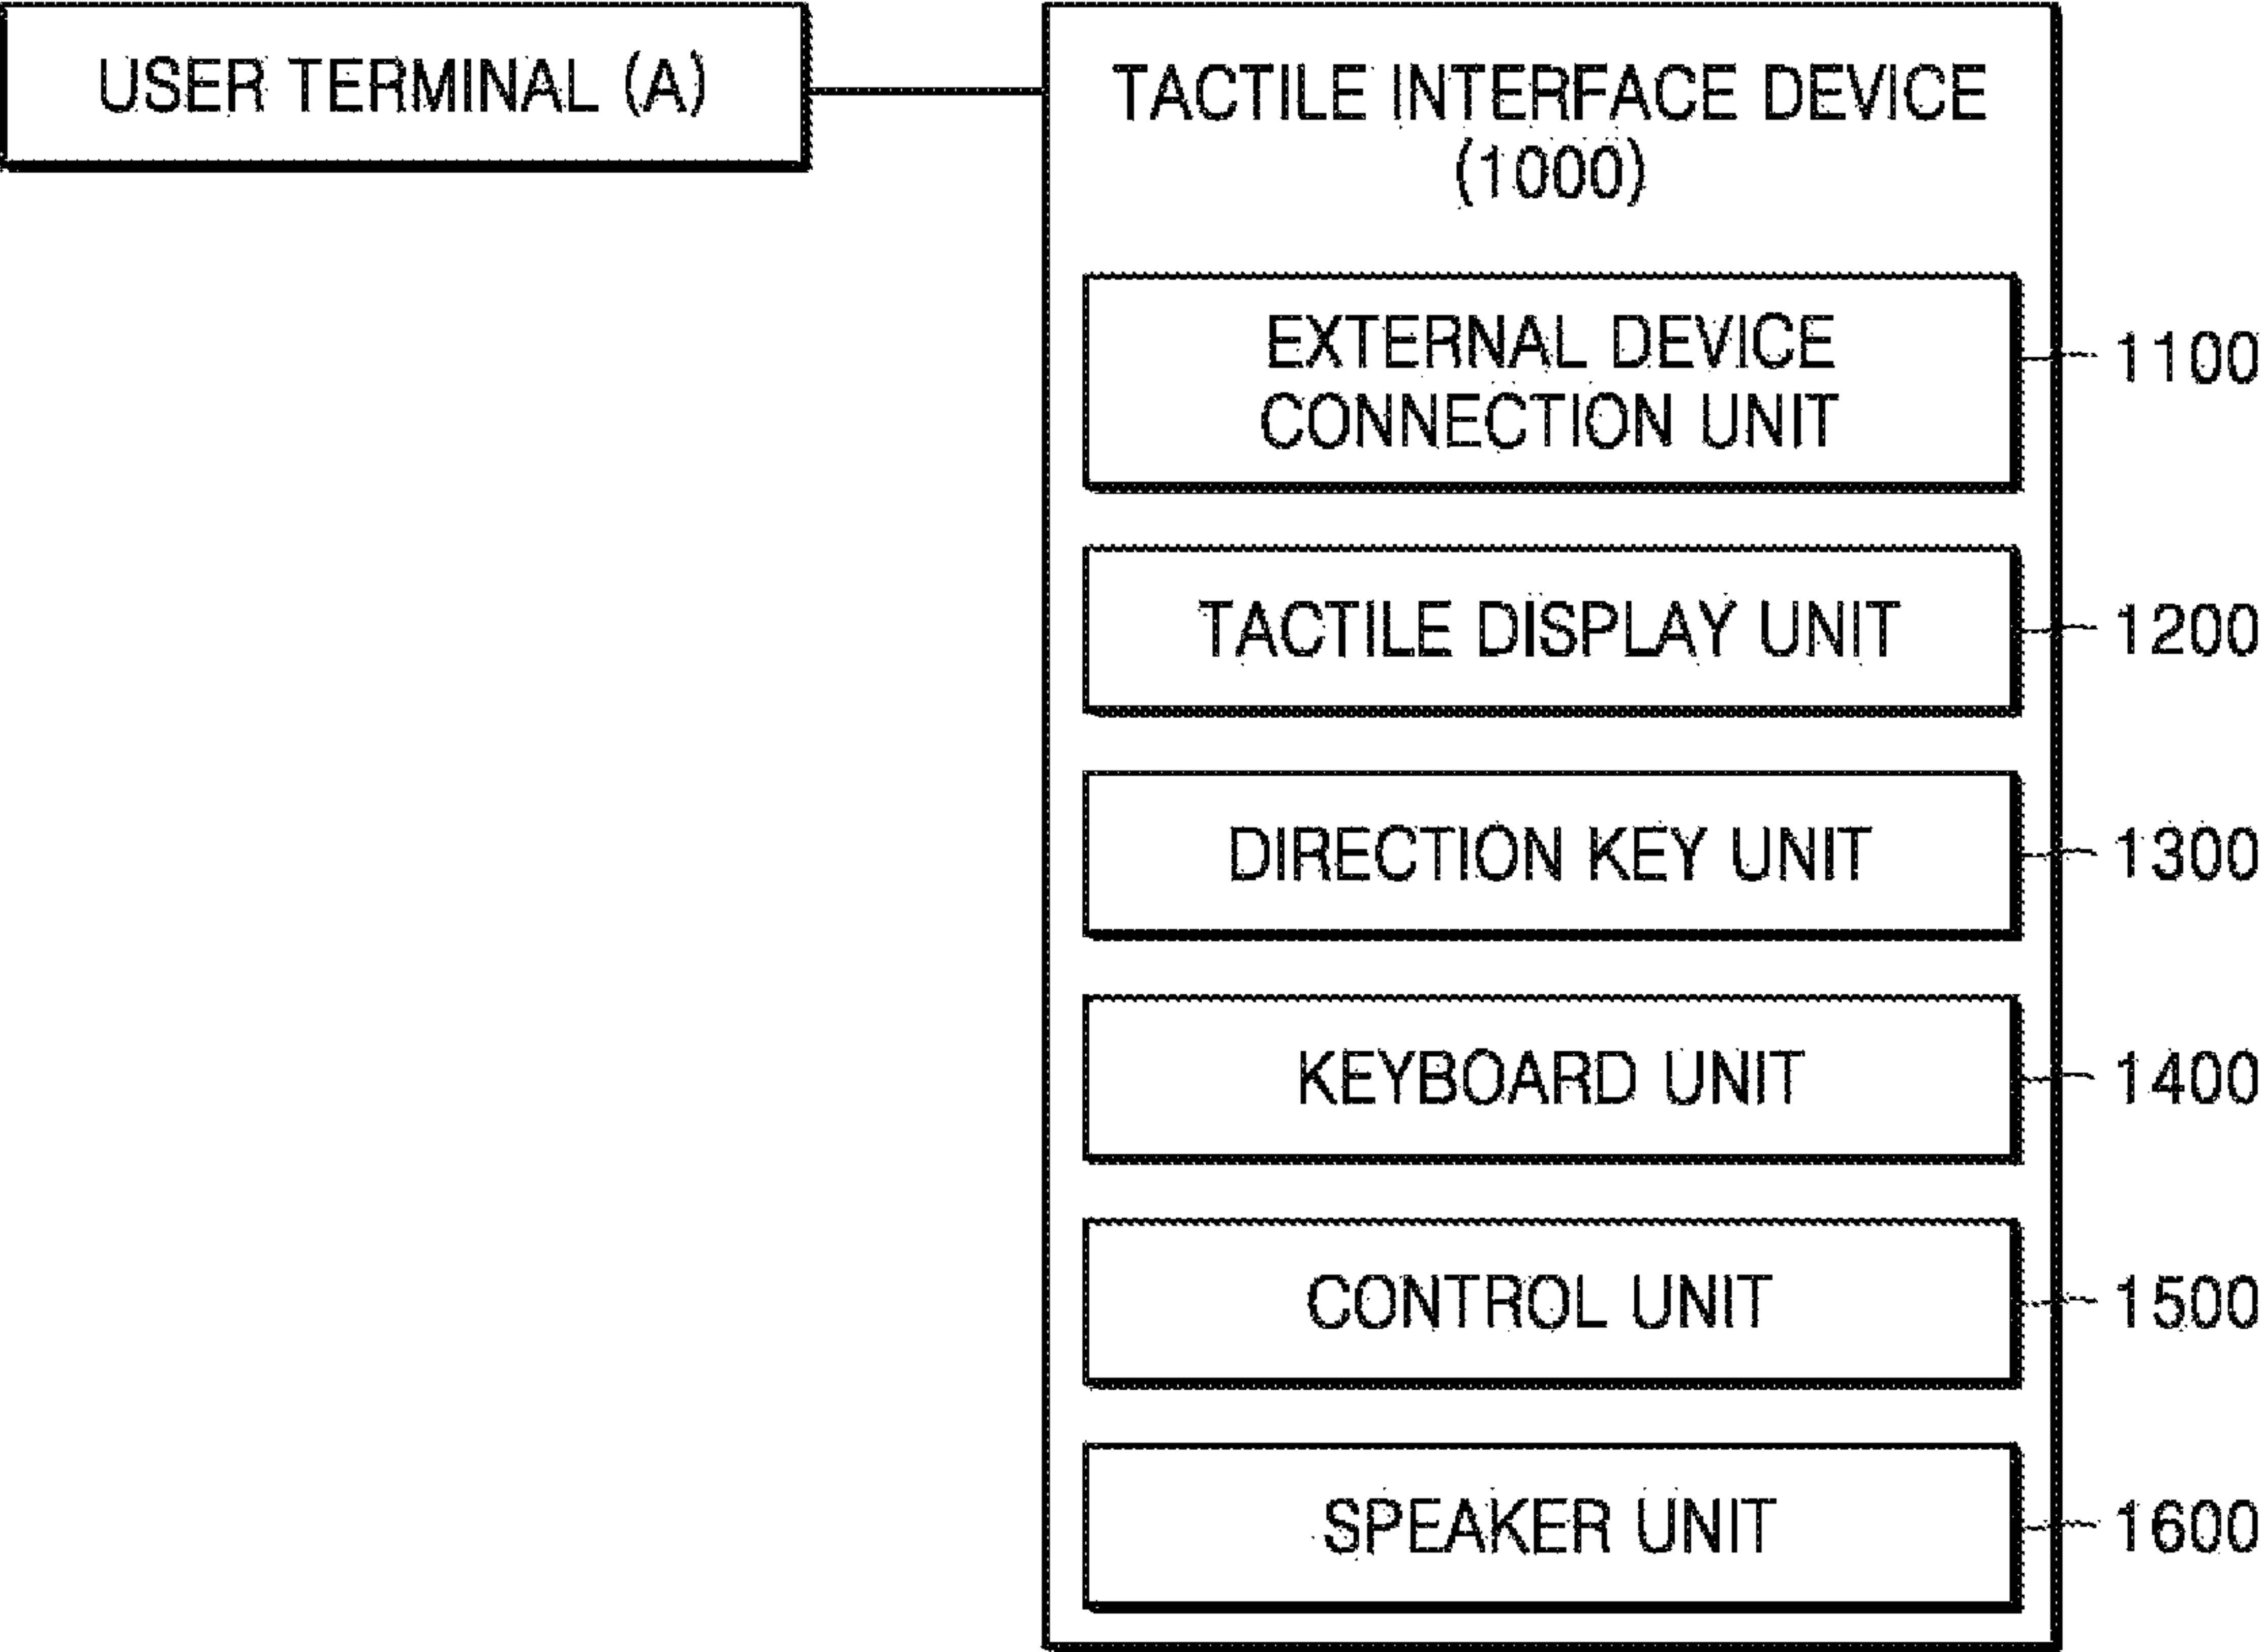 USER TERMINAL (A)
TACTILE INTERFACE DEVICE
(1000)
EXTERNAL DEVICE
CONNECTION UNIT
1100
TACTILE DISPLAY UNIT
1200
DIRECTION KEY UNIT
1300
KEYBOARD UNIT
1400
CONTROL UNIT
1500
SPEAKER UNIT
1600